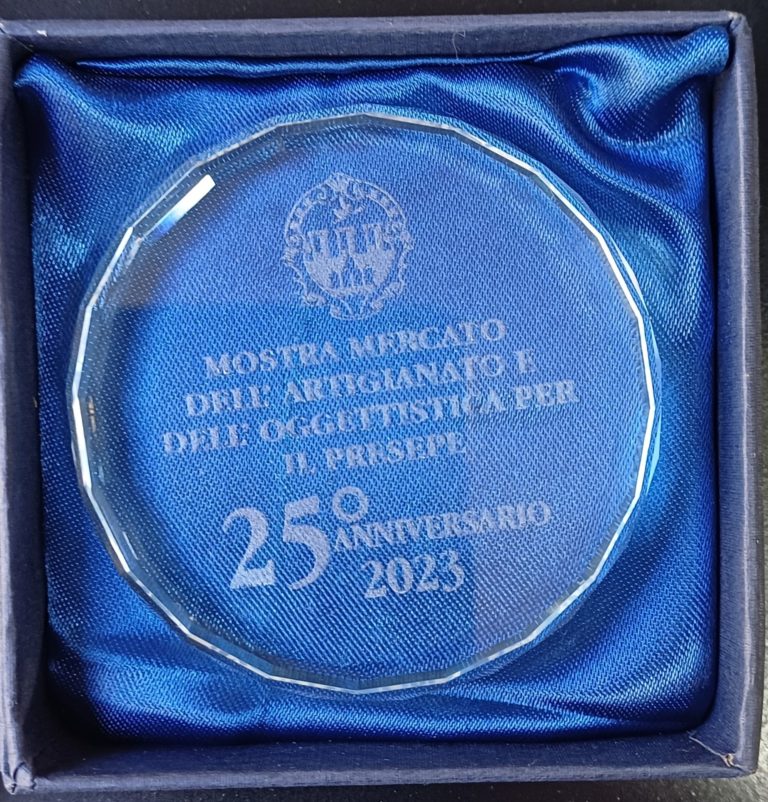 MOSTRA MERCATO
DELL'ARTIGIANATO E
DELL'OGGETTISTICA PER
IL PRESEPE
25° ANNIVERSARIO
2023